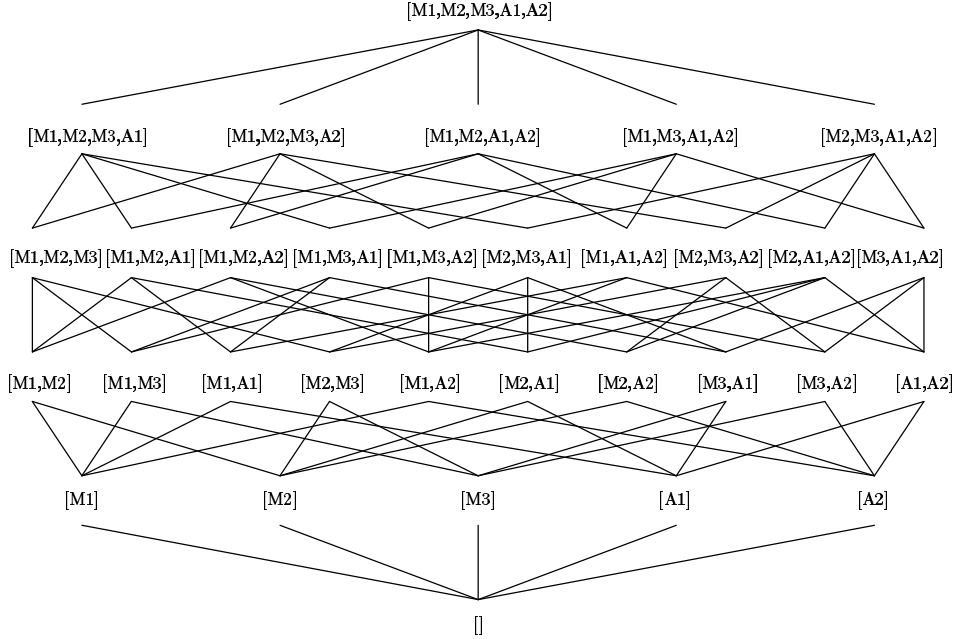 [M1,M2,M3,A1,A2]
[M1,M2,M3,A1] [M1,M2,M3,A2] [M1,M2,A1,A2] [M1,M3,A1,A2] [M2,M3,A1,A2]
[M1,M2,M3] [M1,M2,A1] [M1,M2,A2] [M1,M3,A1] [M1,M3,A2] [M2,M3,A1] [M1,A1,A2] [M2,M3,A2] [M2,A1,A2] [M3,A1,A2]
[M1,M2] [M1,M3] [M1,A1] [M2,M3] [M1,A2] [M2,A1] [M2,A2] [M3,A1] [M3,A2] [A1,A2]
[M1] [M2] [M3] [A1] [A2]
[]